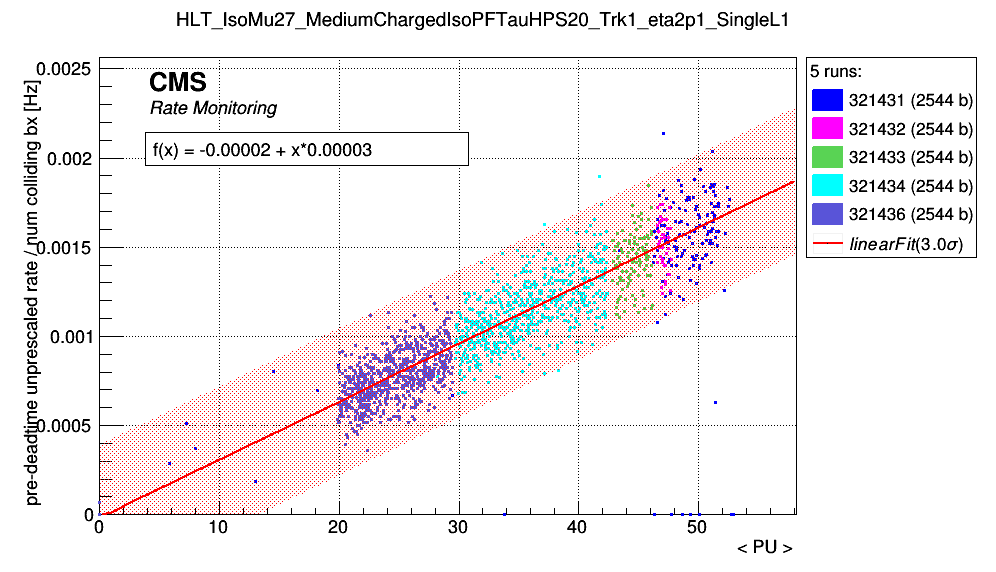 HLT_IsoMu27_MediumChargedIsoPFTauHPS20_Trk1_eta2p1_SingleL1
pre-deadtime unprescaled rate / num colliding bx [Hz]
0.0025
0.002
0.0015
0.001
0.0005
0
CMS
Rate Monitoring
f(x) = -0.00002 + x*0.00003
0 10 20 30 40 50
< PU >
5 runs:
321431 (2544 b)
321432 (2544 b)
321433 (2544 b)
321434 (2544 b)
321436 (2544 b)
linearFit(3.0σ)